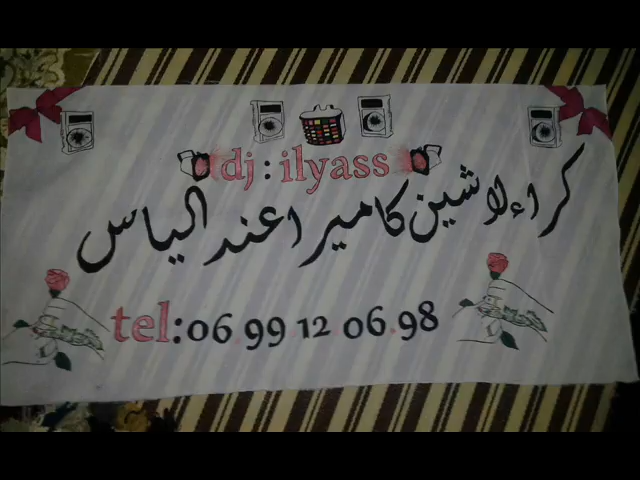 dj : ilyass
كراء لاشين كاميرا عند الياس
tel: 06 99 12 06.98